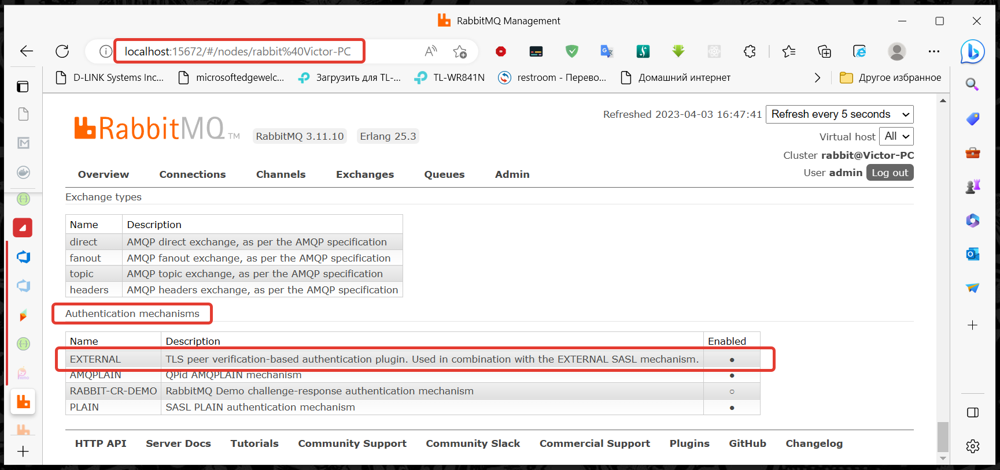 RabbitMQ Management
localhost:15672/#/nodes/rabbit%40Victor-PC
D-LINK Systems Inc... microsoftedgewelc... Загрузить для TL-... TL-WR841N restroom - Перево... Домашний интернет Другое избранное
Refreshed 2023-04-03 16:47:41 Refresh every 5 seconds
RabbitMQ TM RabbitMQ 3.11.10 Erlang 25.3
Virtual host All
Cluster rabbit@Victor-PC
User admin Log out
Overview Connections Channels Exchanges Queues Admin
Exchange types
Name Description
direct AMQP direct exchange, as per the AMQP specification
fanout AMQP fanout exchange, as per the AMQP specification
topic AMQP topic exchange, as per the AMQP specification
headers AMQP headers exchange, as per the AMQP specification
Authentication mechanisms
Name Description Enabled
EXTERNAL TLS peer verification-based authentication plugin. Used in combination with the EXTERNAL SASL mechanism. ●
AMQPLAIN QPid AMQPLAIN mechanism ●
RABBIT-CR-DEMO RabbitMQ Demo challenge-response authentication mechanism ○
PLAIN SASL PLAIN authentication mechanism ●
HTTP API Server Docs Tutorials Community Support Community Slack Commercial Support Plugins GitHub Changelog